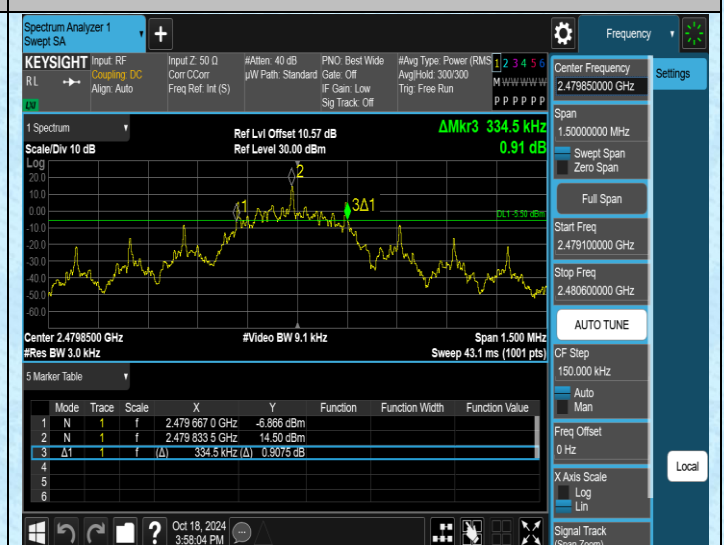 Spectrum Analyzer 1
Swept SA
+
Frequency
KEYSIGHT
RL
LXI
Input: RF
Coupling: DC
Align: Auto
Input Z: 50 Ω
Corr CCorr
Freq Ref: Int (S)
#Atten: 40 dB
µW Path: Standard
PNO: Best Wide
Gate: Off
IF Gain: Low
Sig Track: Off
#Avg Type: Power (RMS
Avg|Hold: 300/300
Trig: Free Run
1 2 3 4 5 6
M W W W W W
P P P P P P
1 Spectrum
Scale/Div 10 dB
Ref Lvl Offset 10.57 dB
Ref Level 30.00 dBm
ΔMkr3 334.5 kHz
0.91 dB
Log
20.0
10.0
0.00
-10.0
-20.0
-30.0
-40.0
-50.0
-60.0
1
2
3Δ1
DL1 -5.50 dBm
Center 2.4798500 GHz
#Res BW 3.0 kHz
#Video BW 9.1 kHz
Span 1.500 MHz
Sweep 43.1 ms (1001 pts)
5 Marker Table
Mode Trace Scale X Y Function Function Width Function Value
1 N 1 f 2.479 667 0 GHz -6.866 dBm
2 N 1 f 2.479 833 5 GHz 14.50 dBm
3 Δ1 1 f (Δ) 334.5 kHz (Δ) 0.9075 dB
4
5
6
Oct 18, 2024
3:58:04 PM
?
Center Frequency
2.479850000 GHz
Span
1.50000000 MHz
Swept Span
Zero Span
Full Span
Start Freq
2.479100000 GHz
Stop Freq
2.480600000 GHz
AUTO TUNE
CF Step
150.000 kHz
Auto
Man
Freq Offset
0 Hz
X Axis Scale
Log
Lin
Signal Track
(Span Zoom)
Settings
Local